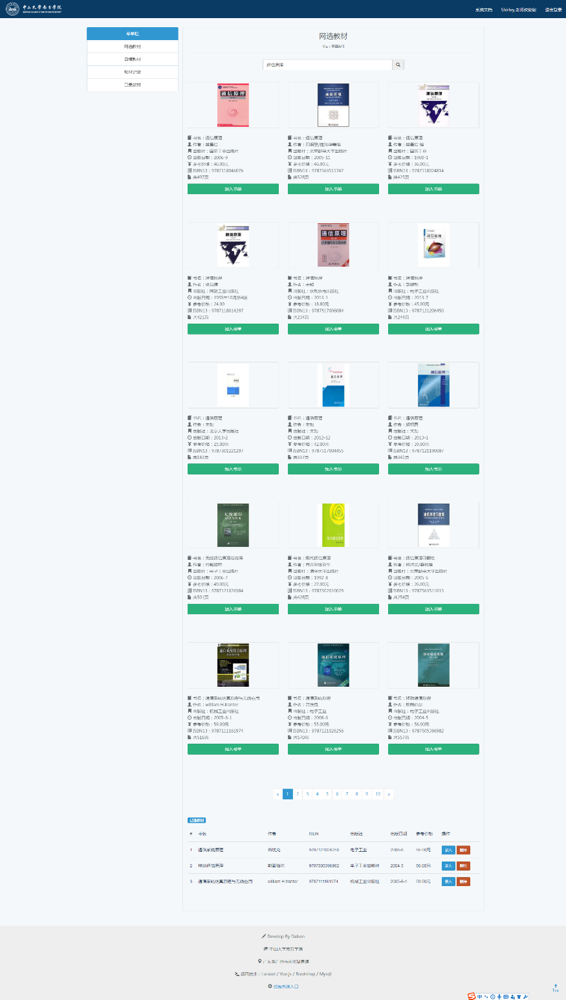 中山大学南方学院
系统文档 Shirley,老师欢迎您 退出登录
菜单栏
网选教材
自填教材
教材记录
已录教材
网选教材
Via：豆瓣API
通信原理
书名：通信原理
作者：樊昌信
出版社：国防工业出版社
出版日期：2006-9
参考价格：46.00元
ISBN13：9787118046076
共497页
加入书单
书名：通信原理
出版社：北京邮电大学出版社
出版日期：2005-11
参考价格：46.00元
ISBN13：9787563511747
共528页
加入书单
书名：通信原理
作者：樊昌信 编
出版社：国防工业
出版日期：1900-1
参考价格：36.00元
ISBN13：9787118024814
共425页
加入书单
书名：通信原理
作者：樊昌信
出版社：国防工业出版社
出版日期：1995年10月第4版
参考价格：24.00
ISBN13：9787118014297
共421页
加入书单
书名：通信原理
作者：未知
出版社：水利水电出版社
出版日期：2013-1
参考价格：18.80元
ISBN13：9787517006084
共234页
加入书单
书名：通信原理
出版社：电子工业出版社
出版日期：2013-7
参考价格：45.00元
ISBN13：9787121206450
共244页
加入书单
书名：通信原理
作者：未知
出版社：北京大学出版社
出版日期：2013-2
参考价格：25.00元
ISBN13：9787301221297
共183页
加入书单
书名：通信原理
作者：未知
出版社：未知
出版日期：2012-12
参考价格：42.00元
ISBN13：9787517004455
共337页
加入书单
书名：通信原理
作者：解相吾
出版社：未知
出版日期：2013-1
参考价格：39.00元
ISBN13：9787121190087
共341页
加入书单
书名：无线通信原理与应用
作者：拉帕波特
出版社：电子工业出版社
出版日期：2006-7
参考价格：49.00元
ISBN13：9787121026584
共501页
加入书单
书名：现代通信原理
出版社：清华大学出版社
出版日期：1992-8
参考价格：27.00元
ISBN13：9787302010029
共428页
加入书单
书名：通信原理习题集
出版社：北京邮电大学出版社
出版日期：2005-6
参考价格：26.00元
ISBN13：9787563511013
共254页
加入书单
书名：通信系统仿真原理与无线应用
作者：william H.tranter
出版社：机械工业出版社
出版日期：2005-6-1
参考价格：59.00元
ISBN13：9787111161974
共516页
加入书单
书名：通信系统原理
作者：普埃克
出版社：电子工业
出版日期：2006-6
参考价格：55.00元
ISBN13：9787121026256
共570页
加入书单
书名：移动通信原理
作者：斯图伯尔
出版社：电子工业出版社
出版日期：2004-5
参考价格：56.00元
ISBN13：9787505396982
共557页
加入书单
« 1 2 3 4 5 6 7 8 9 10 »
已选教材
# 书名 作者 ISBN 出版社 出版日期 参考价格 操作
1 通信系统原理 普埃克 9787121026256 电子工业 2006-6 55.00元 录入 删除
2 移动通信原理 斯图伯尔 9787505396982 电子工业出版社 2004-5 56.00元 录入 删除
3 通信系统仿真原理与无线应用 william H.tranter 9787111161974 机械工业出版社 2005-6-1 59.00元 录入 删除
Develop By Dalsen
中山大学南方学院
广东省广州市从化温泉镇
项目技术：Laravel / Vue.js / Bootstrap / Mysql
后台系统入口
Top
中